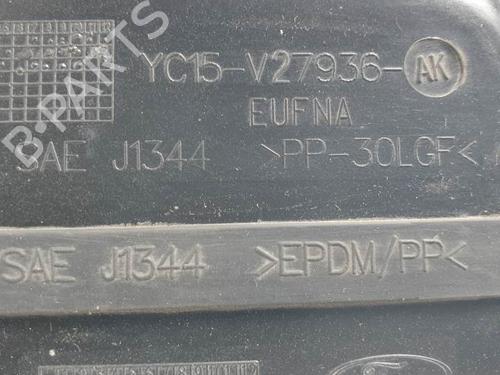 YC15-V27936-AK
EUFNA
SAE J1344 >PP-30LGF<
SAE J1344 >EPDM/PP<
B-PARTS